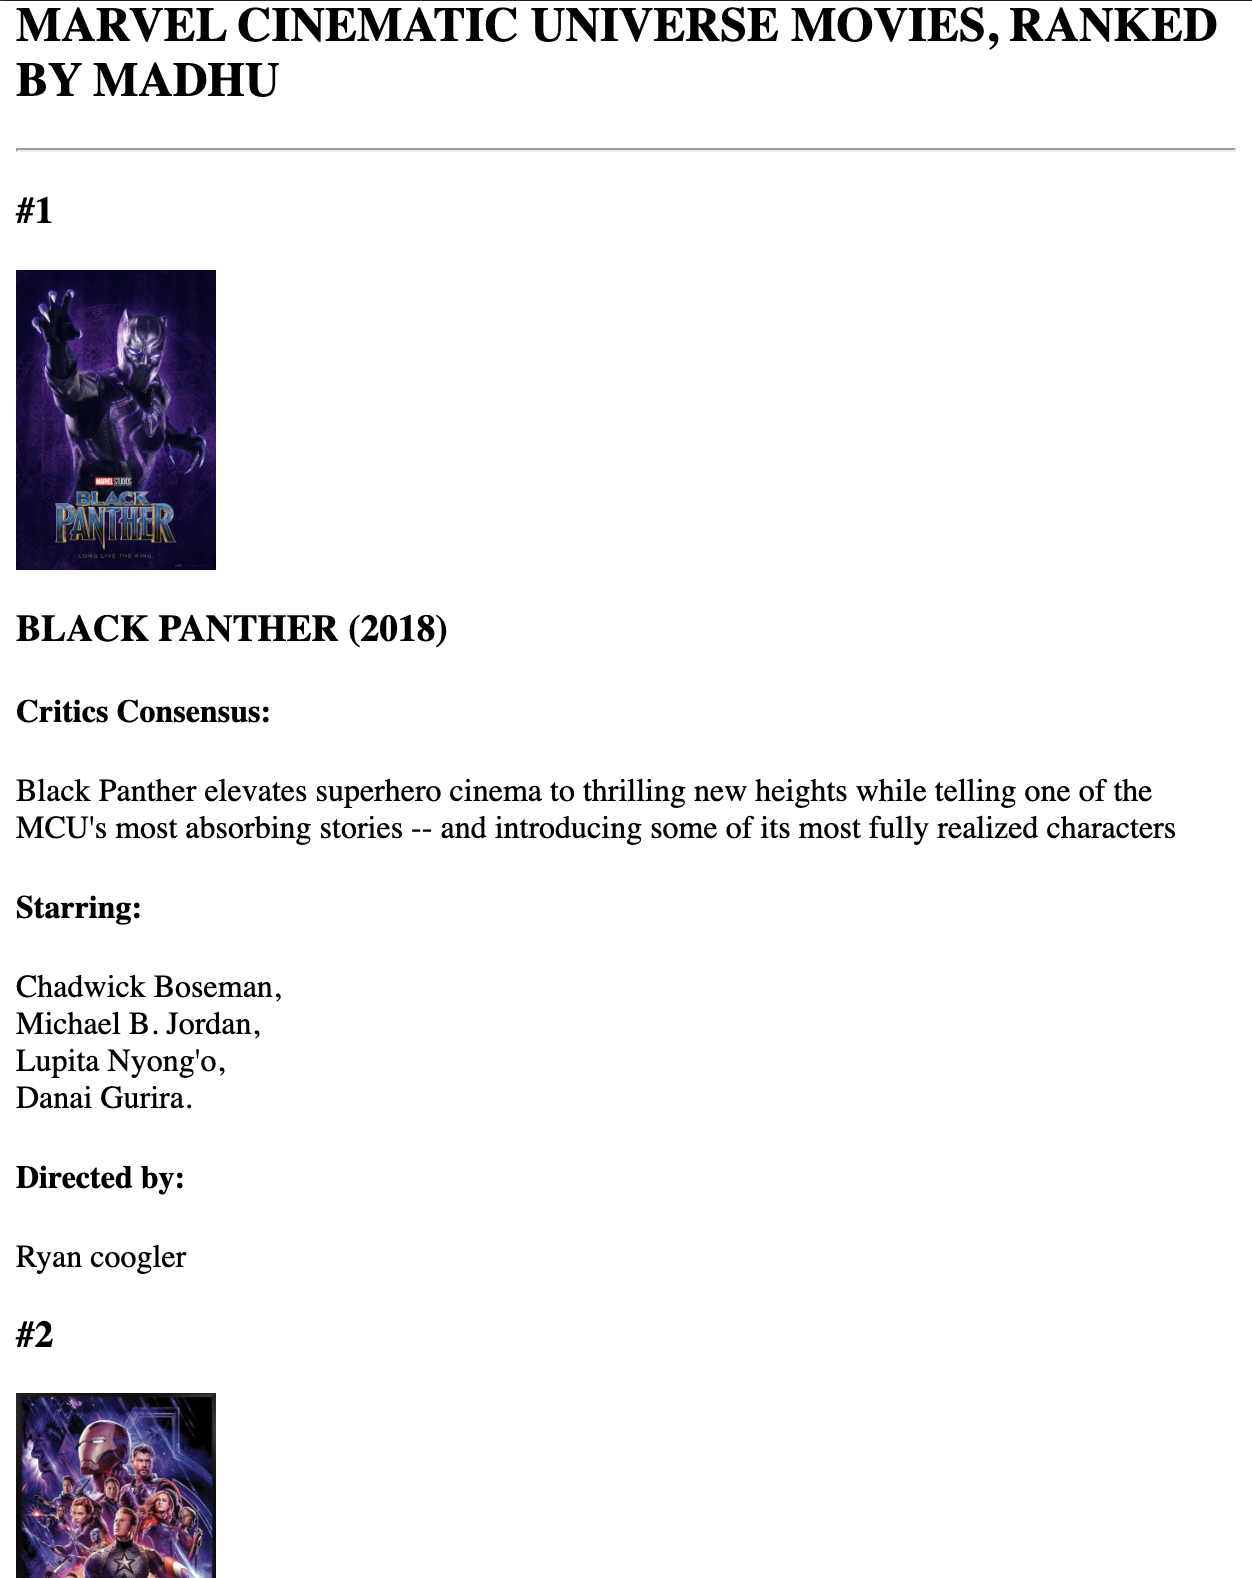 MARVEL CINEMATIC UNIVERSE MOVIES, RANKED
BY MADHU
#1
MARVEL STUDIOS
BLACK
PANTHER
LONG LIVE THE KING.
BLACK PANTHER (2018)
Critics Consensus:
Black Panther elevates superhero cinema to thrilling new heights while telling one of the
MCU's most absorbing stories -- and introducing some of its most fully realized characters
Starring:
Chadwick Boseman,
Michael B. Jordan,
Lupita Nyong'o,
Danai Gurira.
Directed by:
Ryan coogler
#2